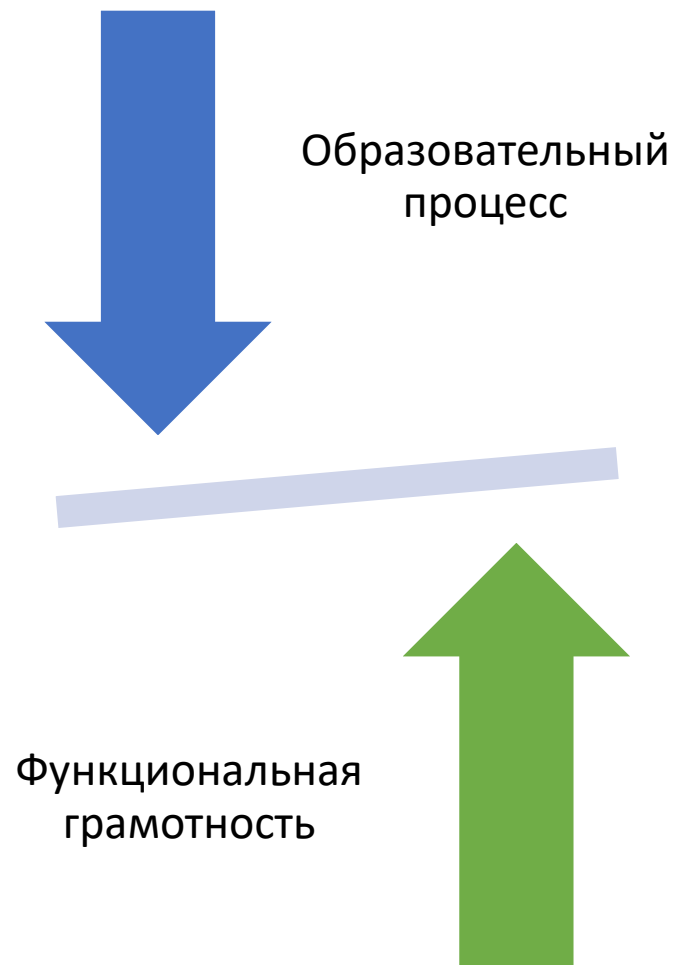 Образовательный
процесс
Функциональная
грамотность